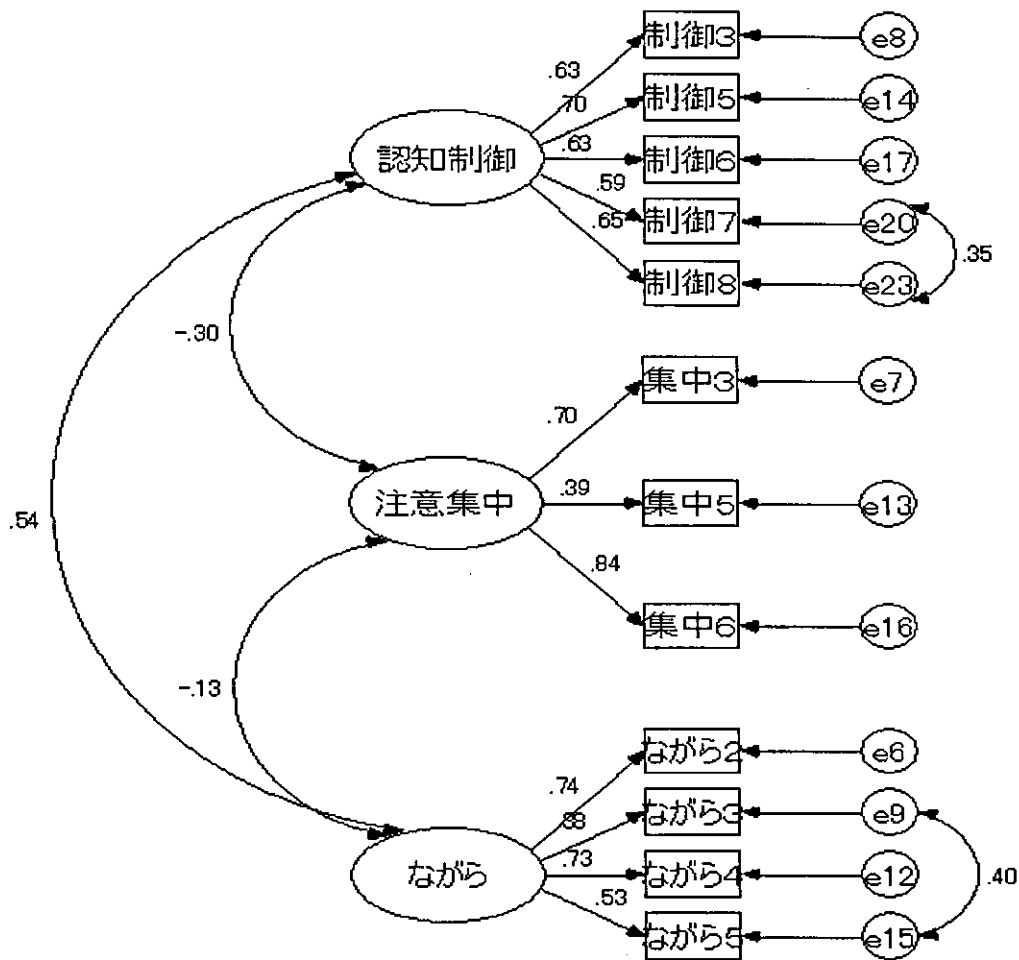 制御3
e8
.63
.70
制御5
e14
.63
制御6
e17
認知制御
.59
制御7
e20
.65
.35
制御8
e23
-.30
集中3
e7
.70
注意集中
.39
集中5
e13
.54
.84
集中6
e16
-.13
ながら2
e6
.74
ながら3
e9
.38
.73
ながら
ながら4
e12
.40
.53
ながら5
e15